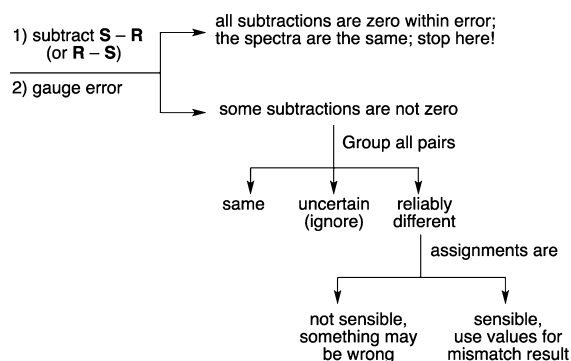 1) subtract S – R
(or R – S)
2) gauge error
all subtractions are zero within error;
the spectra are the same; stop here!
some subtractions are not zero
Group all pairs
same
uncertain
(ignore)
reliably
different
assignments are
not sensible,
something may
be wrong
sensible,
use values for
mismatch result